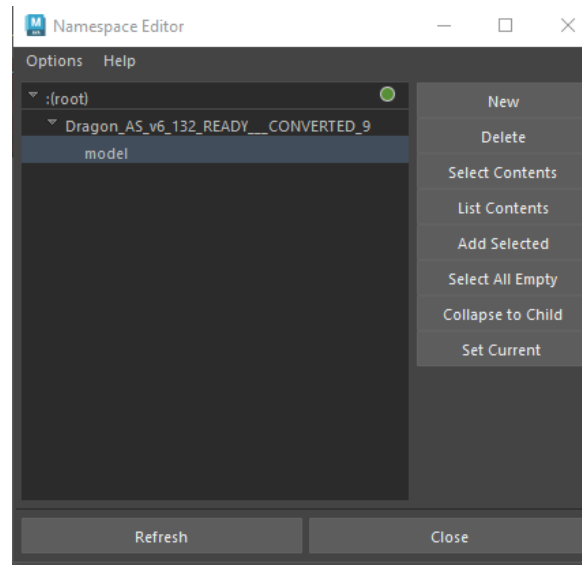 Namespace Editor
Options Help
:(root)
Dragon_AS_v6_132_READY___CONVERTED_9
model
New
Delete
Select Contents
List Contents
Add Selected
Select All Empty
Collapse to Child
Set Current
Refresh
Close